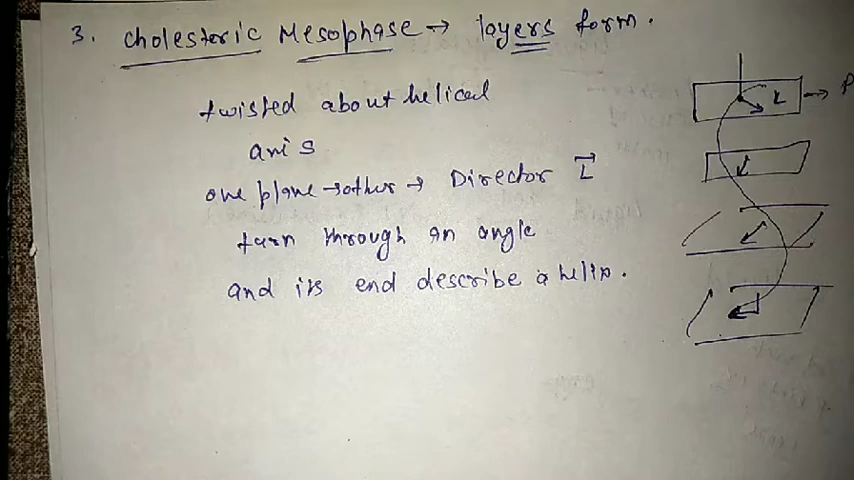 3. Cholesteric Mesophase → layers form.
twisted about helical
axis
one plane → other → Director L
turn through an angle
and its end describe a helix.
L
P